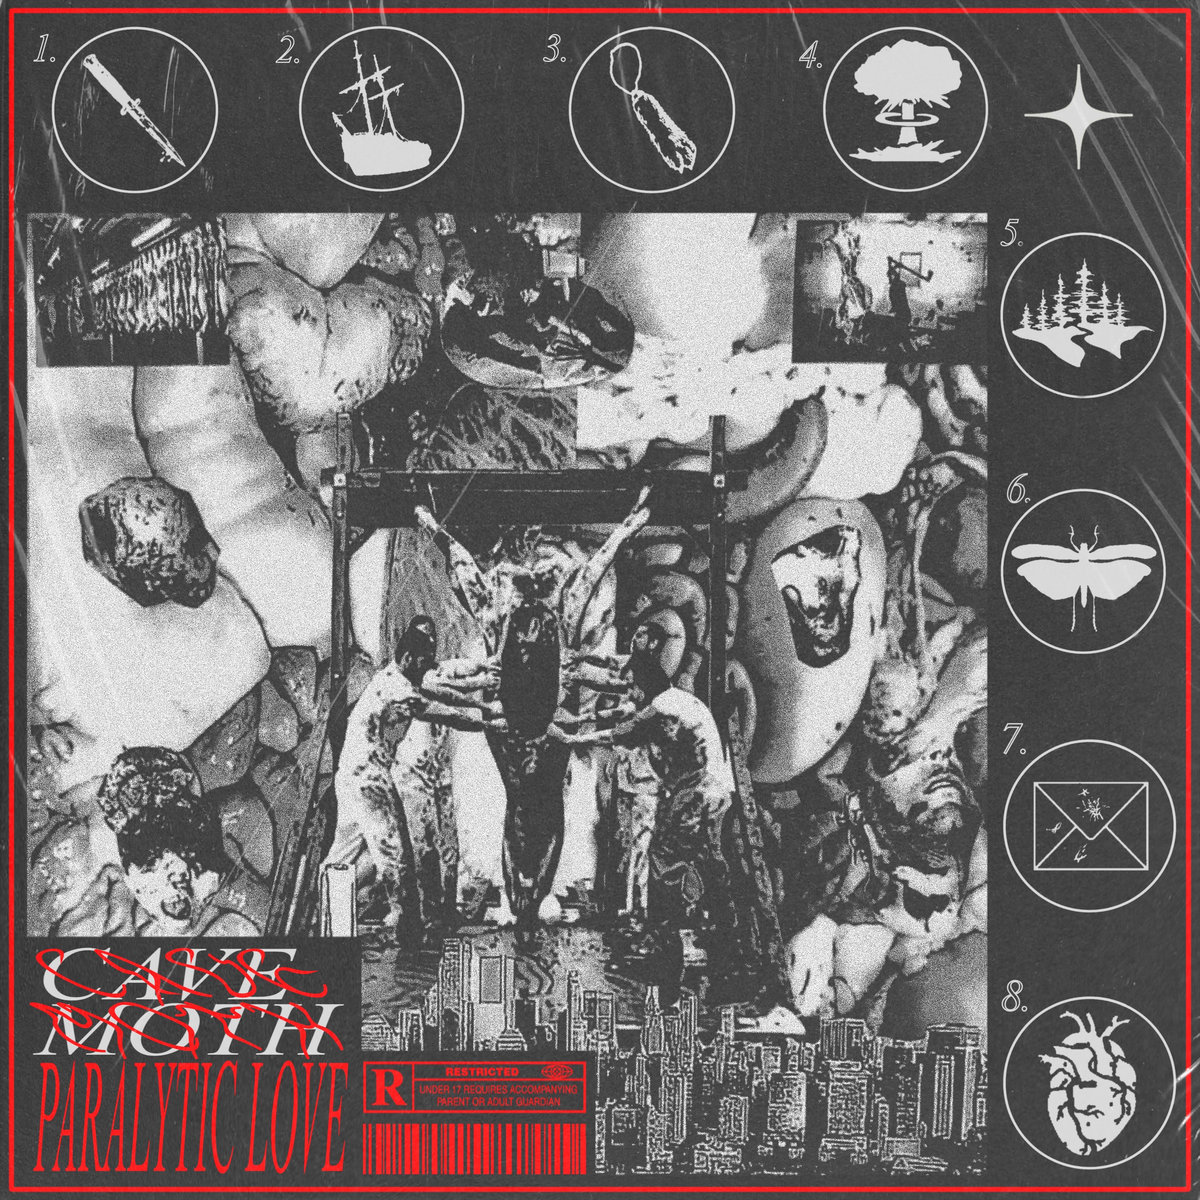 1.
2.
3.
4.
5.
6.
7.
8.
CAVE
MOTH
PARALYTIC LOVE
R
RESTRICTED
UNDER 17 REQUIRES ACCOMPANYING
PARENT OR ADULT GUARDIAN